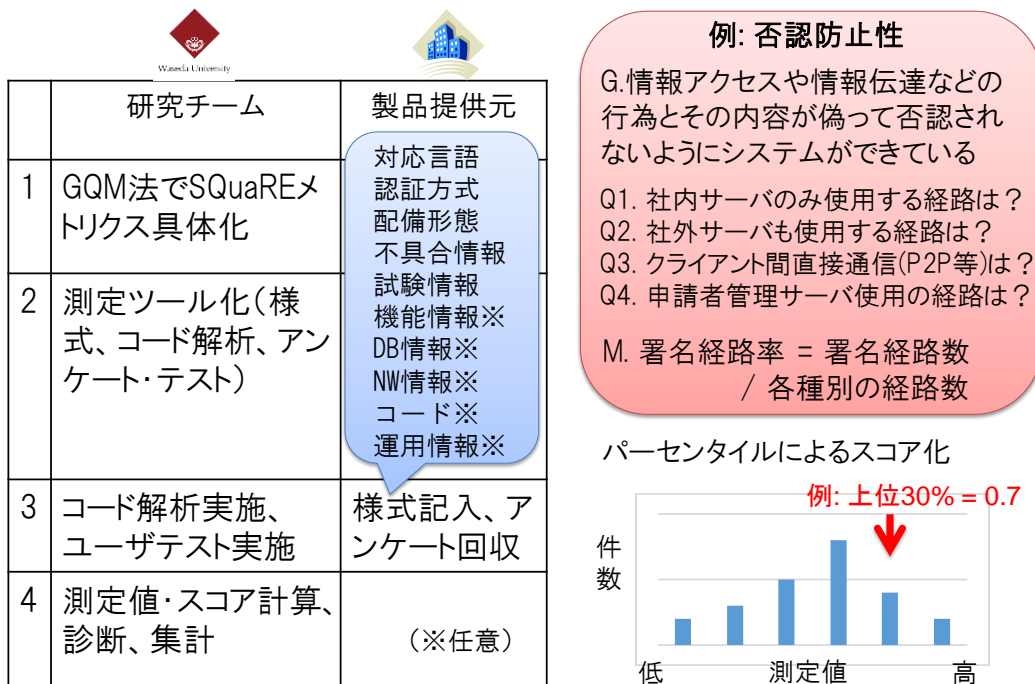 Waseda University
研究チーム
製品提供元
1
GQM法でSQuaREメ
トリクス具体化
2
測定ツール化(様
式、コード解析、アン
ケート・テスト)
対応言語
認証方式
配備形態
不具合情報
試験情報
機能情報※
DB情報※
NW情報※
コード※
運用情報※
3
コード解析実施、
ユーザテスト実施
様式記入、ア
ンケート回収
4
測定値・スコア計算、
診断、集計
(※任意)
例: 否認防止性
G.情報アクセスや情報伝達などの
行為とその内容が偽って否認され
ないようにシステムができている
Q1. 社内サーバのみ使用する経路は?
Q2. 社外サーバも使用する経路は?
Q3. クライアント間直接通信(P2P等)は?
Q4. 申請者管理サーバ使用の経路は?
M. 署名経路率 = 署名経路数
/ 各種別の経路数
パーセンタイルによるスコア化
例: 上位30% = 0.7
件
数
低 測定値 高